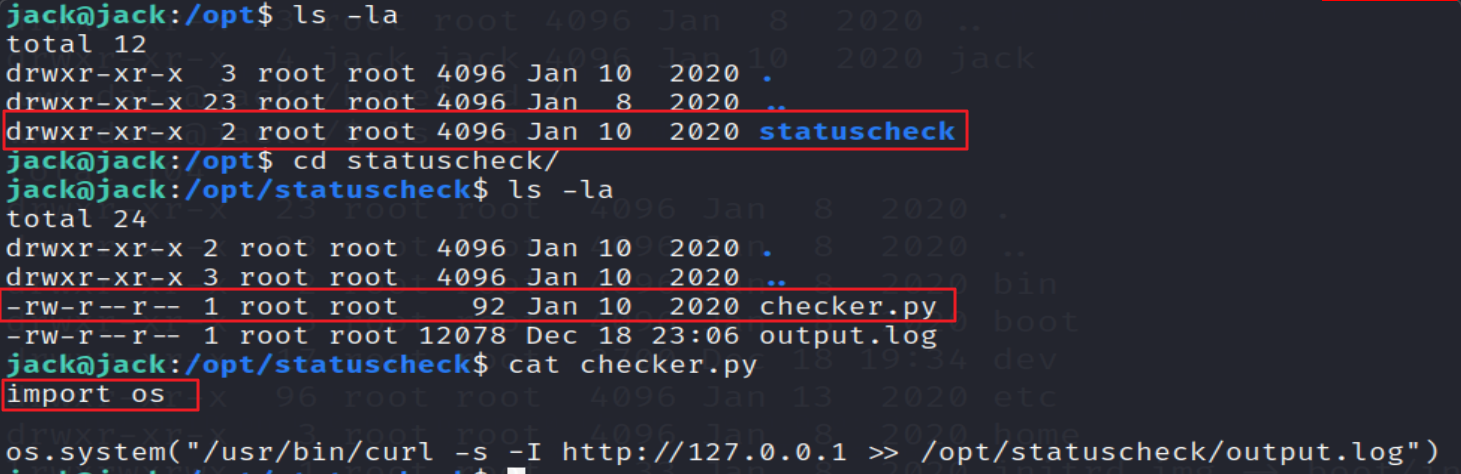 jack@jack:/opt$ ls -la
total 12
drwxr-xr-x  3 root root 4096 Jan 10  2020 .
drwxr-xr-x 23 root root 4096 Jan  8  2020 ..
drwxr-xr-x  2 root root 4096 Jan 10  2020 statuscheck
jack@jack:/opt$ cd statuscheck/
jack@jack:/opt/statuscheck$ ls -la
total 24
drwxr-xr-x 2 root root  4096 Jan 10  2020 .
drwxr-xr-x 3 root root  4096 Jan 10  2020 ..
-rw-r--r-- 1 root root    92 Jan 10  2020 checker.py
-rw-r--r-- 1 root root 12078 Dec 18 23:06 output.log
jack@jack:/opt/statuscheck$ cat checker.py
import os
os.system("/usr/bin/curl -s -I http://127.0.0.1 >> /opt/statuscheck/output.log")